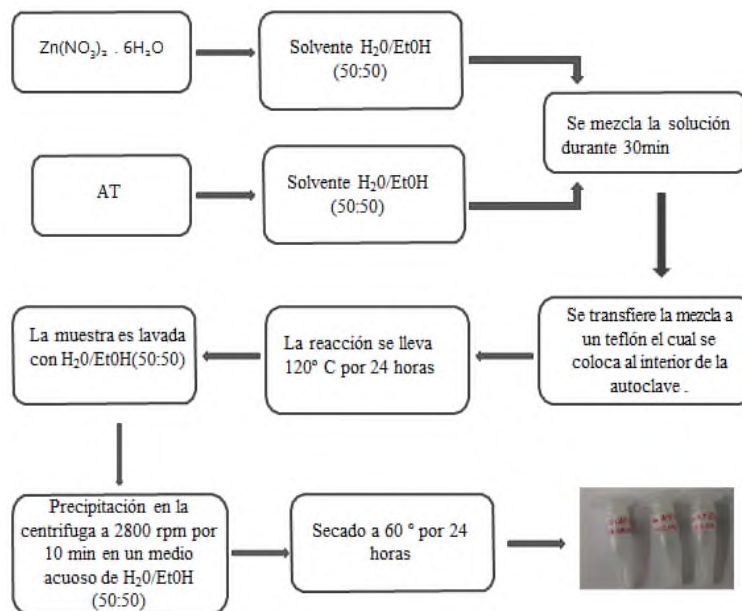 Zn(NO₃)₂ . 6H₂O
Solvente H₂0/Et0H
(50:50)
Se mezcla la solución
durante 30min
AT
Solvente H₂0/Et0H
(50:50)
Se transfiere la mezcla a
un teflón el cual se
coloca al interior de la
autoclave .
La reacción se lleva
120º C por 24 horas
La muestra es lavada
con H₂0/EtOH(50:50)
Precipitación en la
centrifuga a 2800 rpm por
10 min en un medio
acuoso de H₂0/EtOH
(50:50)
Secado a 60 º por 24
horas